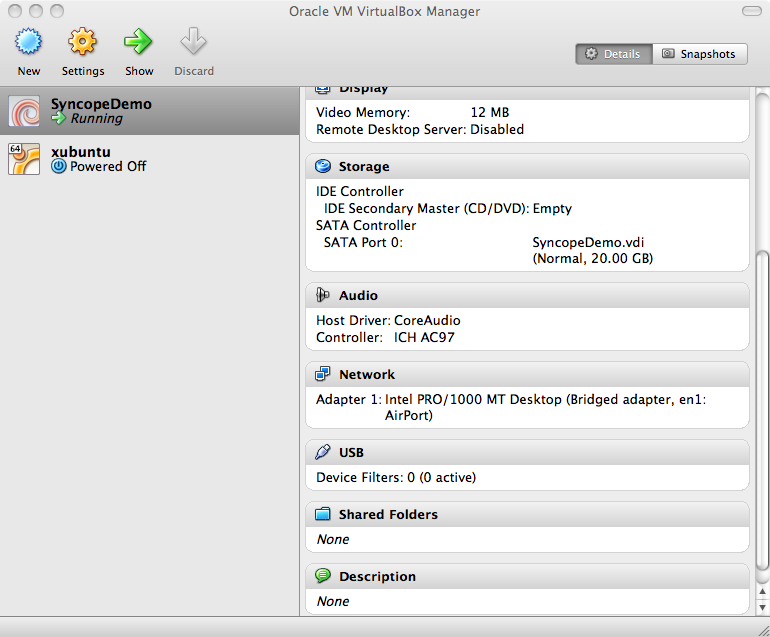 Oracle VM VirtualBox Manager
New
Settings
Show
Discard
Details
Snapshots
SyncopeDemo
Running
64
xubuntu
Powered Off
Display
Video Memory: 12 MB
Remote Desktop Server: Disabled
Storage
IDE Controller
IDE Secondary Master (CD/DVD): Empty
SATA Controller
SATA Port 0: SyncopeDemo.vdi
(Normal, 20.00 GB)
Audio
Host Driver: CoreAudio
Controller: ICH AC97
Network
Adapter 1: Intel PRO/1000 MT Desktop (Bridged adapter, en1:
AirPort)
USB
Device Filters: 0 (0 active)
Shared Folders
None
Description
None